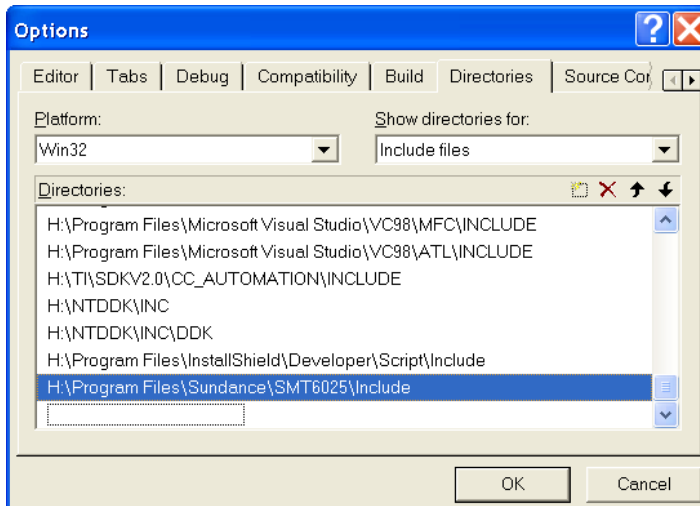 Options
Editor Tabs Debug Compatibility Build Directories Source Cor
Platform: Show directories for:
Win32 Include files
Directories:
H:\Program Files\Microsoft Visual Studio\VC98\MFC\INCLUDE
H:\Program Files\Microsoft Visual Studio\VC98\ATL\INCLUDE
H:\TI\SDKV2.0\CC_AUTOMATION\INCLUDE
H:\NTDDK\INC
H:\NTDDK\INC\DDK
H:\Program Files\InstallShield\Developer\Script\Include
H:\Program Files\Sundance\SMT6025\Include
OK Cancel